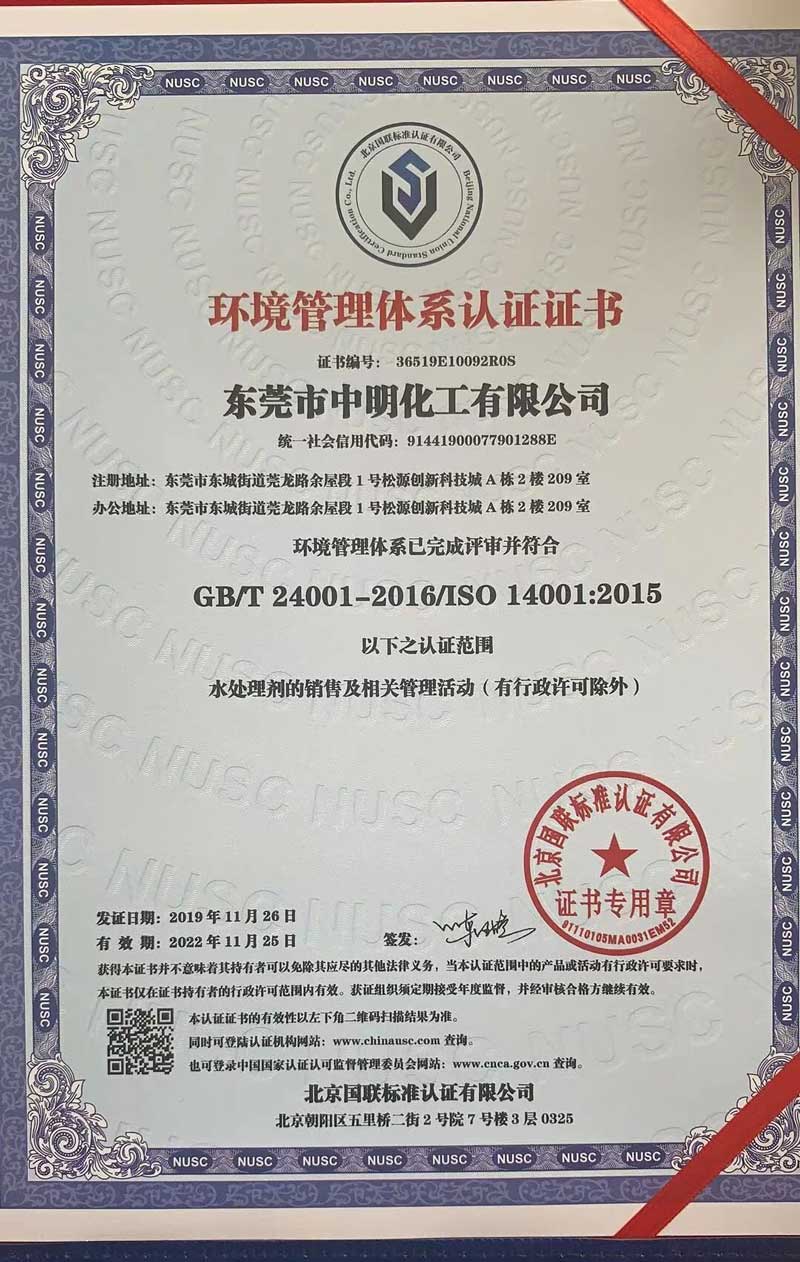 NUSC NUSC NUSC NUSC NUSC NUSC NUSC NUSC
北京国联标准认证有限公司
Beijing National Union Standard Certification Co., Ltd.
环境管理体系认证证书
证书编号： 36519E10092R0S
东莞市中明化工有限公司
统一社会信用代码：91441900077901288E
注册地址：东莞市东城街道莞龙路余屋段1号松源创新科技城A栋2楼209室
办公地址：东莞市东城街道莞龙路余屋段1号松源创新科技城A栋2楼209室
环境管理体系已完成评审并符合
GB/T 24001-2016/ISO 14001:2015
以下之认证范围
水处理剂的销售及相关管理活动（有行政许可除外）
北京国联标准认证有限公司
证书专用章
01110105MA0031EM52
发证日期：2019年11月26日
有 效 期：2022年11月25日
签发：
获得本证书并不意味着其持有者可以免除其应尽的其他法律义务，当本认证范围中的产品或活动有行政许可要求时，
本证书仅在证书持有者的行政许可范围内有效。获证组织须定期接受年度监督，并经审核合格方继续有效。
本认证证书的有效性以左下角二维码扫描结果为准。
同时可登陆认证机构网站：www.chinausc.com 查询。
也可登录中国国家认证认可监督管理委员会网站：www.cnca.gov.cn 查询。
北京国联标准认证有限公司
北京朝阳区五里桥二街2号院7号楼3层0325
NUSC NUSC NUSC NUSC NUSC NUSC NUSC NUSC